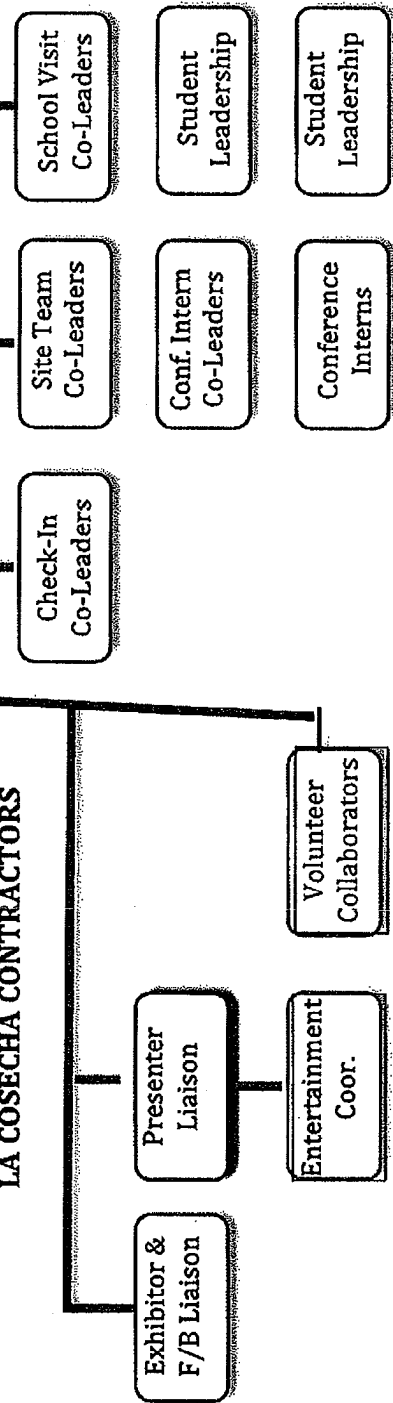 LA COSECHA CONTRACTORS
Exhibitor &
F/B Liaison
Presenter
Liaison
Entertainment
Coor.
Volunteer
Collaborators
Check-In
Co-Leaders
Site Team
Co-Leaders
School Visit
Co-Leaders
Conf. Intern
Co-Leaders
Student
Leadership
Conference
Interns
Student
Leadership